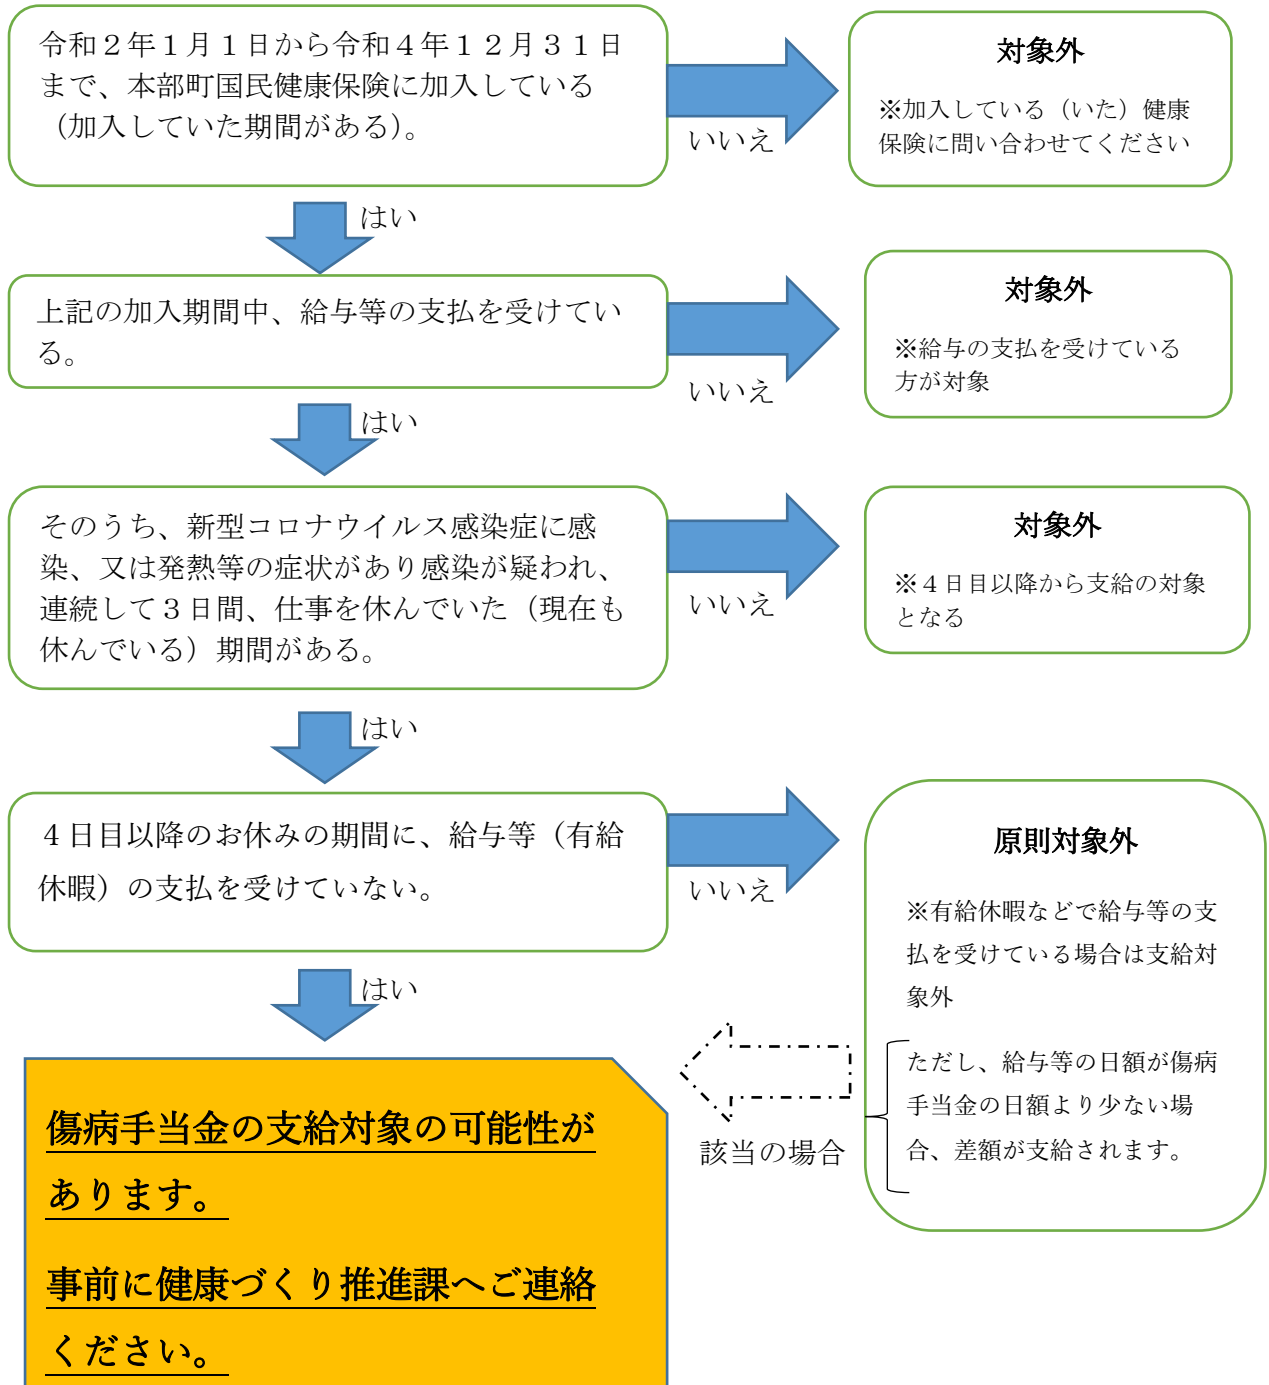 令和２年１月１日から令和４年１２月３１日
まで、本部町国民健康保険に加入している
（加入していた期間がある）。
いいえ
対象外
※加入している（いた）健康
保険に問い合わせてください
はい
上記の加入期間中、給与等の支払を受けてい
る。
いいえ
対象外
※給与の支払を受けている
方が対象
はい
そのうち、新型コロナウイルス感染症に感
染、又は発熱等の症状があり感染が疑われ、
連続して３日間、仕事を休んでいた（現在も
休んでいる）期間がある。
いいえ
対象外
※４日目以降から支給の対象
となる
はい
４日目以降のお休みの期間に、給与等（有給
休暇）の支払を受けていない。
いいえ
原則対象外
※有給休暇などで給与等の支
払を受けている場合は支給対
象外
ただし、給与等の日額が傷病
手当金の日額より少ない場
合、差額が支給されます。
該当の場合
はい
傷病手当金の支給対象の可能性が
あります。
事前に健康づくり推進課へご連絡
ください。